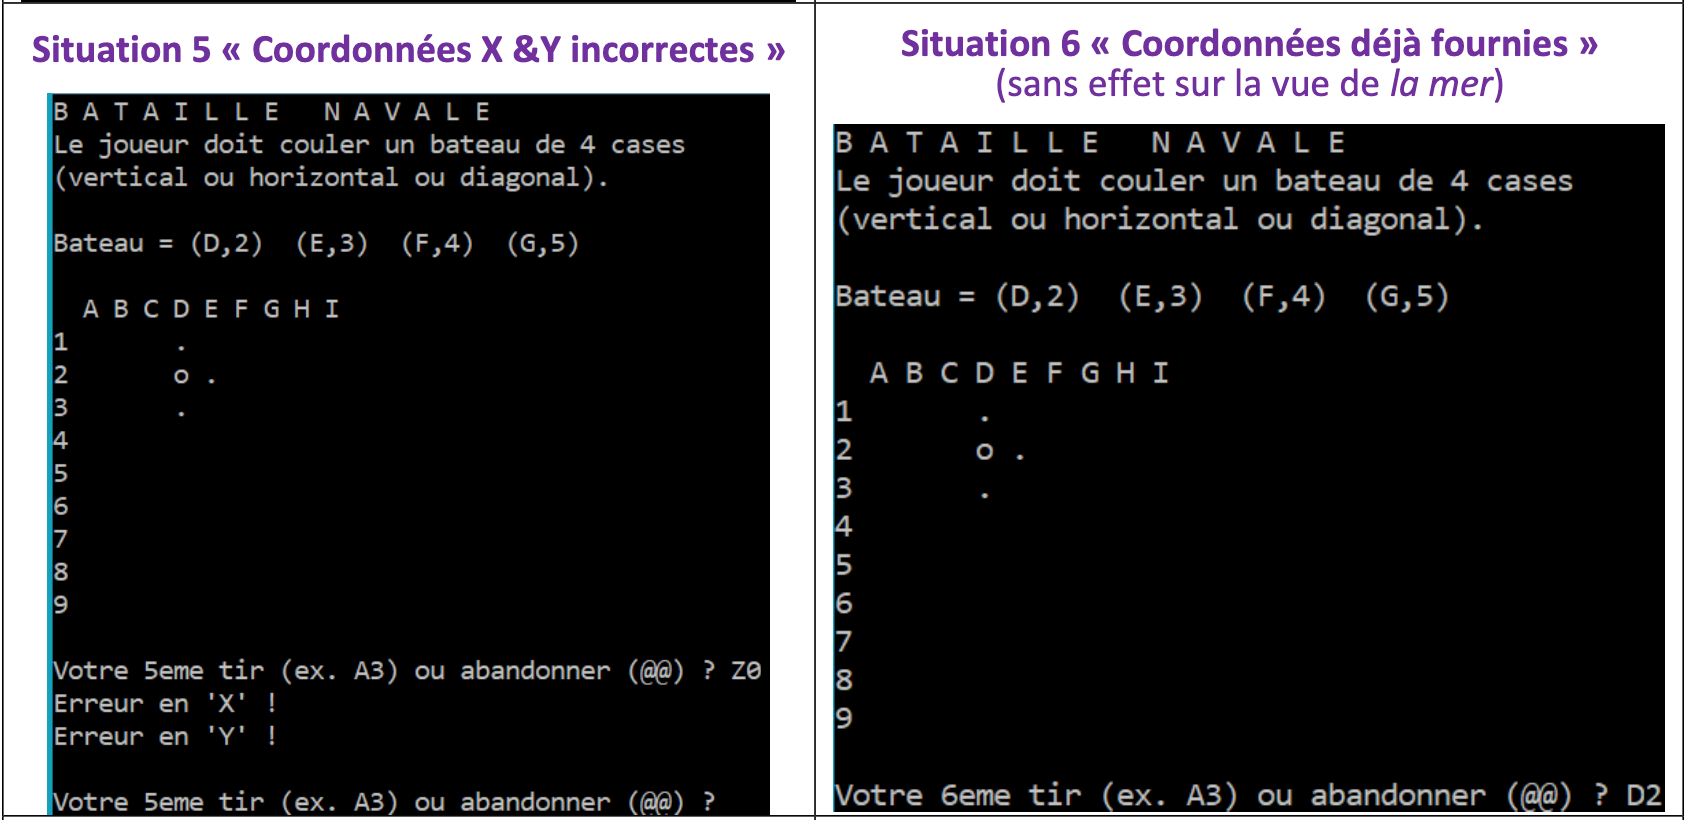 Situation 5 « Coordonnées X &Y incorrectes »
B A T A I L L E   N A V A L E
Le joueur doit couler un bateau de 4 cases
(vertical ou horizontal ou diagonal).
Bateau = (D,2)  (E,3)  (F,4)  (G,5)
  A B C D E F G H I
1       .
2       o .
3       .
4
5
6
7
8
9
Votre 5eme tir (ex. A3) ou abandonner (@@) ? Z0
Erreur en 'X' !
Erreur en 'Y' !
Votre 5eme tir (ex. A3) ou abandonner (@@) ?
Situation 6 « Coordonnées déjà fournies »
(sans effet sur la vue de la mer)
B A T A I L L E   N A V A L E
Le joueur doit couler un bateau de 4 cases
(vertical ou horizontal ou diagonal).
Bateau = (D,2)  (E,3)  (F,4)  (G,5)
  A B C D E F G H I
1       .
2       o .
3       .
4
5
6
7
8
9
Votre 6eme tir (ex. A3) ou abandonner (@@) ? D2